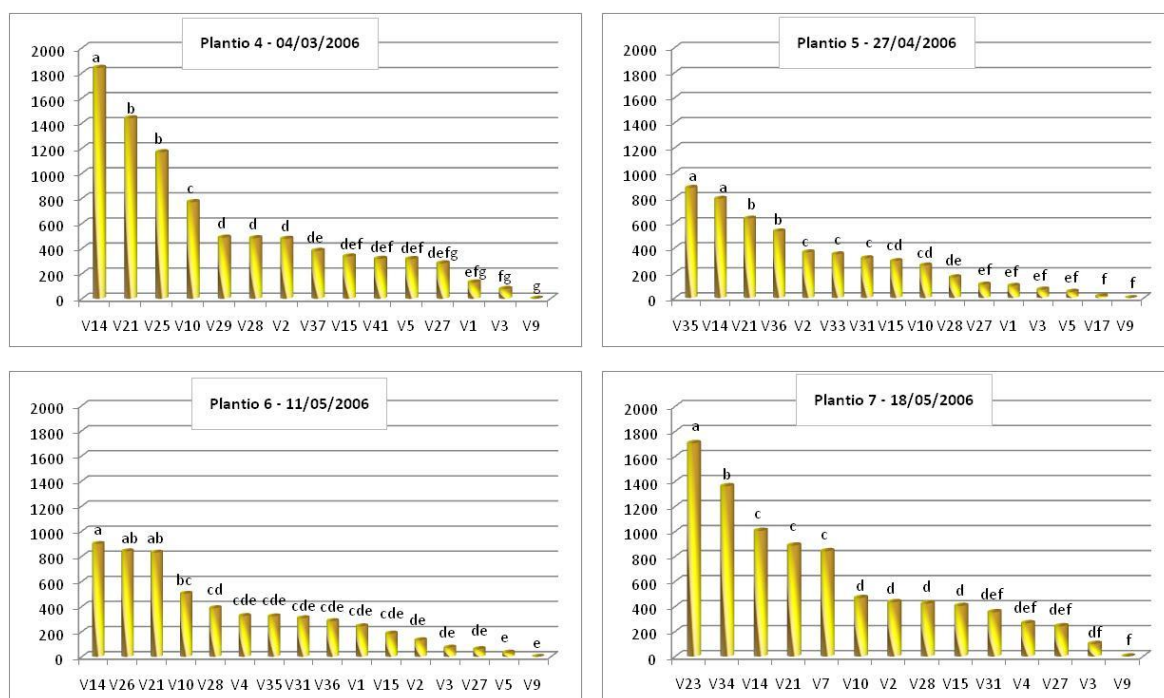 Plantio 4 - 04/03/2006
2000
1800
1600
1400
1200
1000
800
600
400
200
0
a
b
b
c
d
d
d
de
def
def
def
defg
efg
fg
g
V14 V21 V25 V10 V29 V28 V2 V37 V15 V41 V5 V27 V1 V3 V9
Plantio 5 - 27/04/2006
2000
1800
1600
1400
1200
1000
800
600
400
200
0
a
a
b
b
c
c
c
cd
cd
de
ef
ef
ef
ef
f
f
V35 V14 V21 V36 V2 V33 V31 V15 V10 V28 V27 V1 V3 V5 V17 V9
Plantio 6 - 11/05/2006
2000
1800
1600
1400
1200
1000
800
600
400
200
0
a
ab
ab
bc
cd
cde
cde
cde
cde
cde
cde
de
de
de
e
e
V14 V26 V21 V10 V28 V4 V35 V31 V36 V1 V15 V2 V3 V27 V5 V9
Plantio 7 - 18/05/2006
2000
1800
1600
1400
1200
1000
800
600
400
200
0
a
b
c
c
c
d
d
d
d
def
def
def
df
f
V23 V34 V14 V21 V7 V10 V2 V28 V15 V31 V4 V27 V3 V9